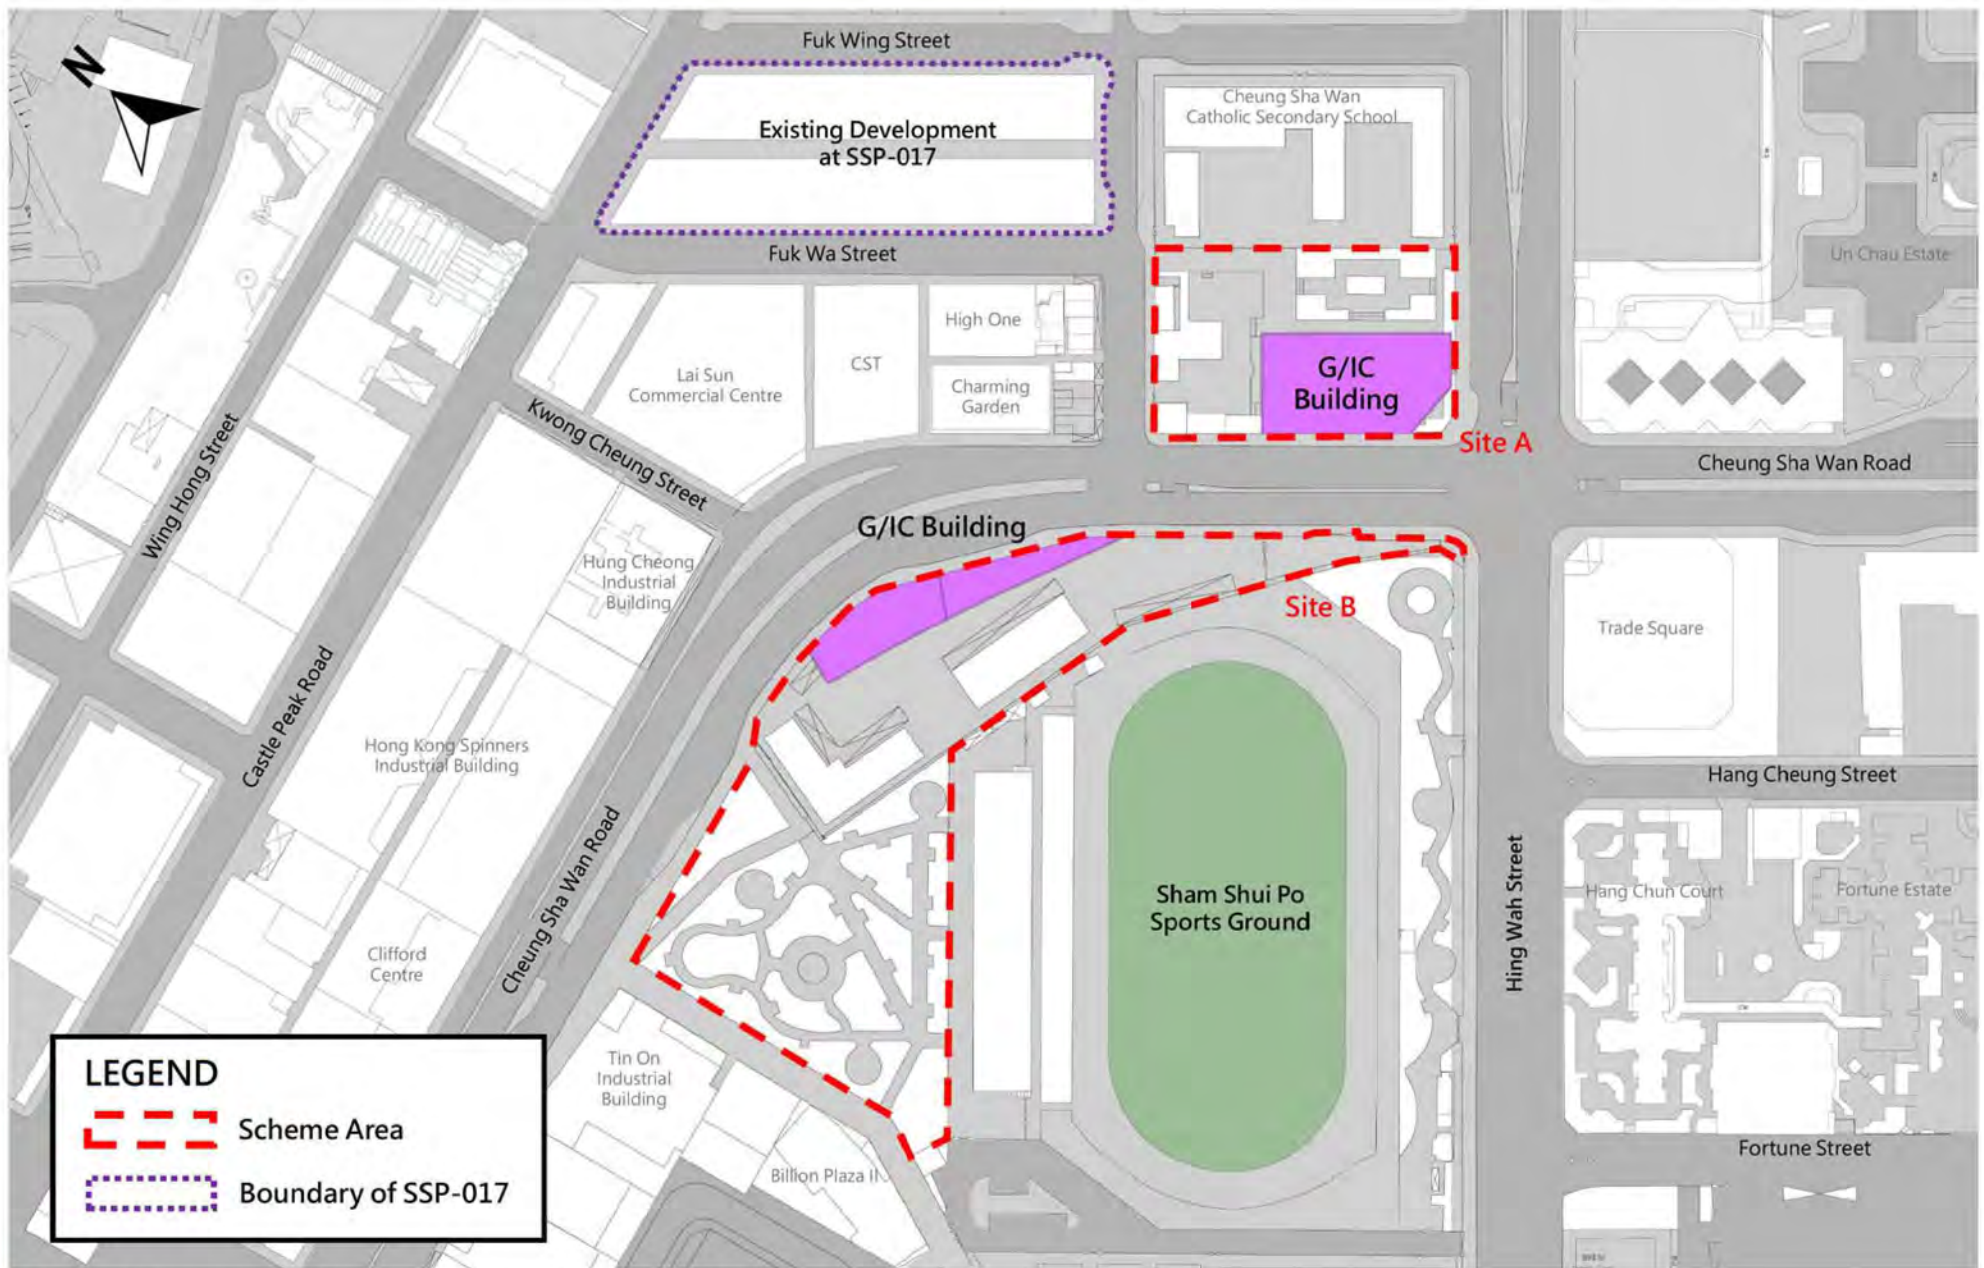 Fuk Wing Street
N
Existing Development
at SSP-017
Cheung Sha Wan
Catholic Secondary School
Un Chau Estate
Fuk Wa Street
High One
CST
Lai Sun
Commercial Centre
Charming
Garden
G/IC
Building
Site A
Kwong Cheung Street
Wing Hong Street
Cheung Sha Wan Road
G/IC Building
Hung Cheong
Industrial
Building
Site B
Trade Square
Castle Peak Road
Hong Kong Spinners
Industrial Building
Hang Cheung Street
Cheung Sha Wan Road
Sham Shui Po
Sports Ground
Hing Wah Street
Hang Chun Court
Fortune Estate
Clifford
Centre
Tin On
Industrial
Building
Billion Plaza II
Fortune Street
LEGEND
Scheme Area
Boundary of SSP-017